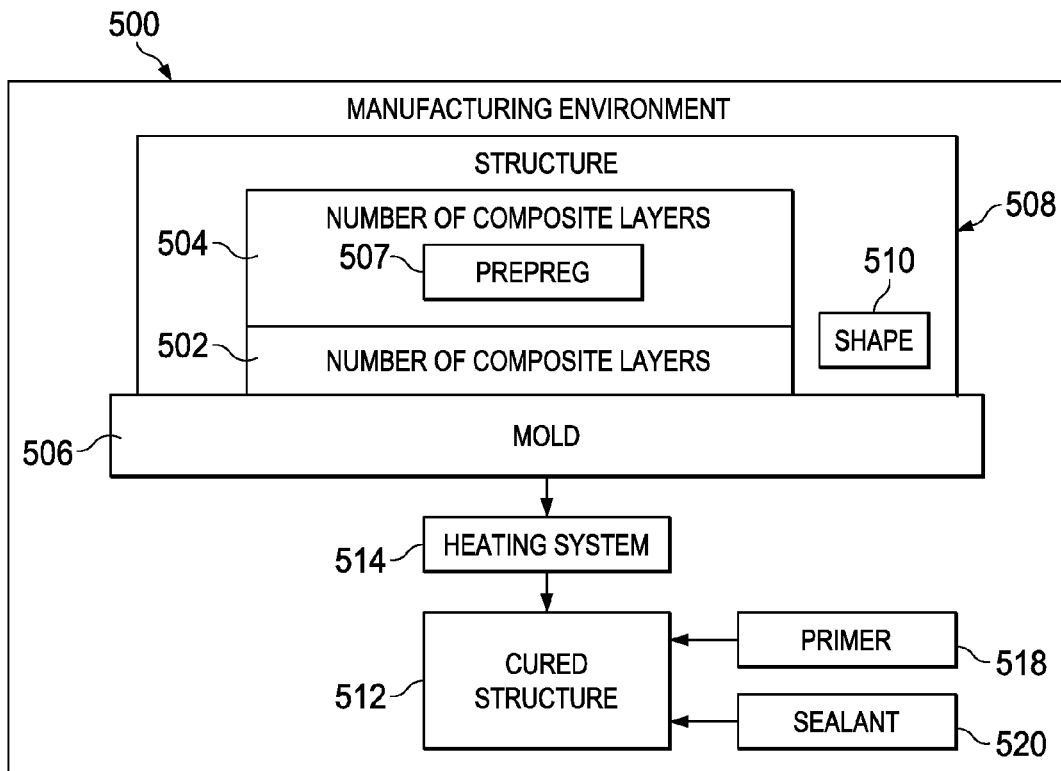 500
MANUFACTURING ENVIRONMENT
STRUCTURE
508
NUMBER OF COMPOSITE LAYERS
504
507
PREPREG
510
SHAPE
502
NUMBER OF COMPOSITE LAYERS
506
MOLD
514
HEATING SYSTEM
512
CURED
STRUCTURE
PRIMER
518
SEALANT
520